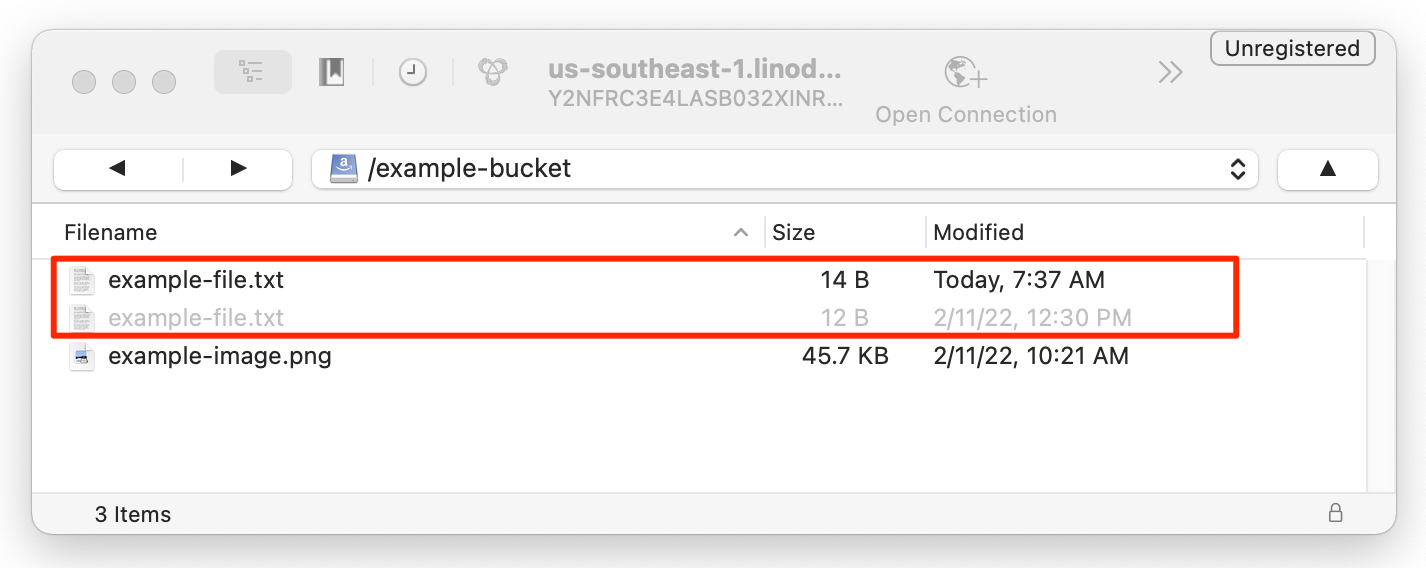 Unregistered
us-southeast-1.linod...
Y2NFRC3E4LASB032XINR...
Open Connection
/example-bucket
Filename Size Modified
example-file.txt 14 B Today, 7:37 AM
example-file.txt 12 B 2/11/22, 12:30 PM
example-image.png 45.7 KB 2/11/22, 10:21 AM
3 Items